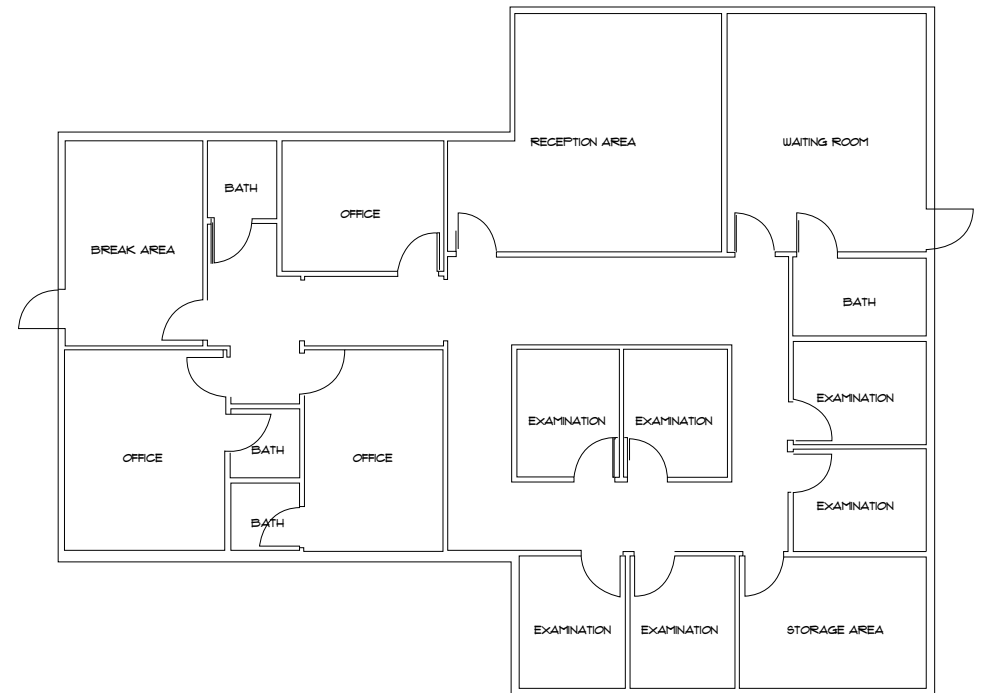 RECEPTION AREA
WAITING ROOM
BATH
OFFICE
BREAK AREA
BATH
EXAMINATION
EXAMINATION
EXAMINATION
OFFICE
BATH
OFFICE
EXAMINATION
BATH
EXAMINATION
EXAMINATION
STORAGE AREA